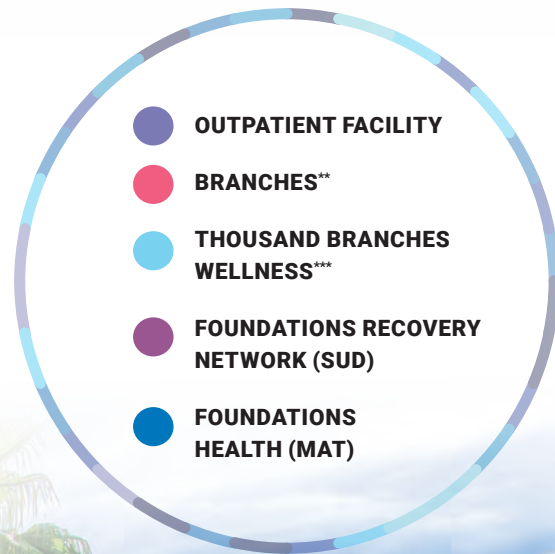 OUTPATIENT FACILITY
BRANCHES**
THOUSAND BRANCHES
WELLNESS***
FOUNDATIONS RECOVERY
NETWORK (SUD)
FOUNDATIONS
HEALTH (MAT)